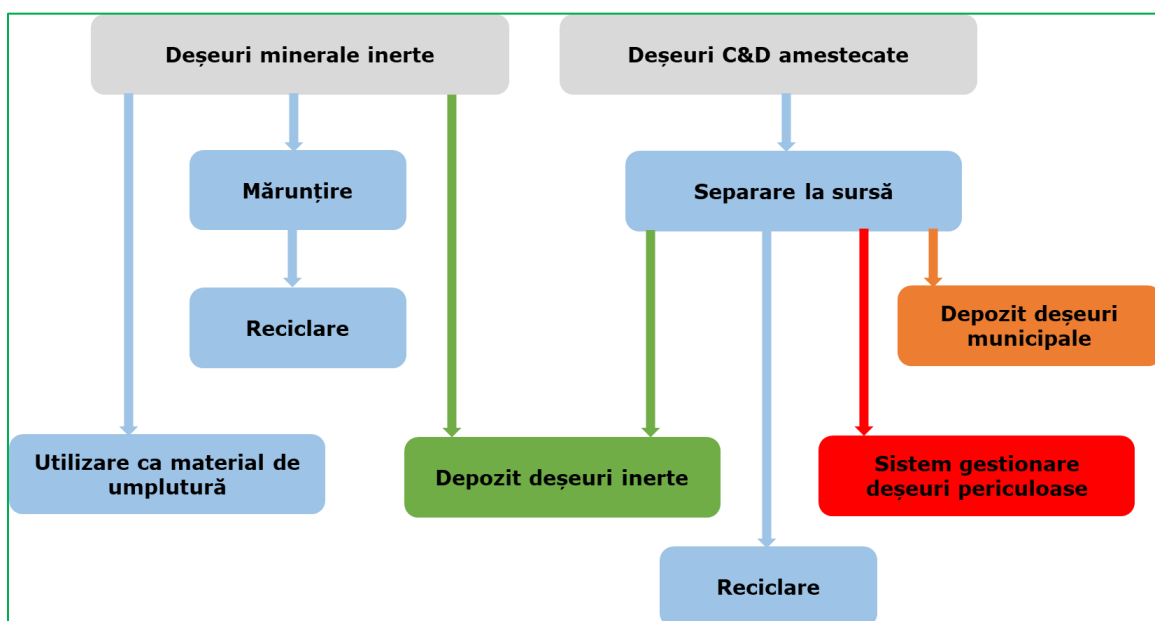 Deșeuri minerale inerte
Deșeuri C&D amestecate
Mărunțire
Separare la sursă
Reciclare
Depozit deșeuri
municipale
Utilizare ca material de
umplutură
Depozit deșeuri inerte
Sistem gestionare
deșeuri periculoase
Reciclare